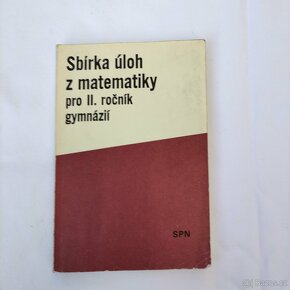 Sbírka úloh
z matematiky
pro II. ročník
gymnázií
SPN